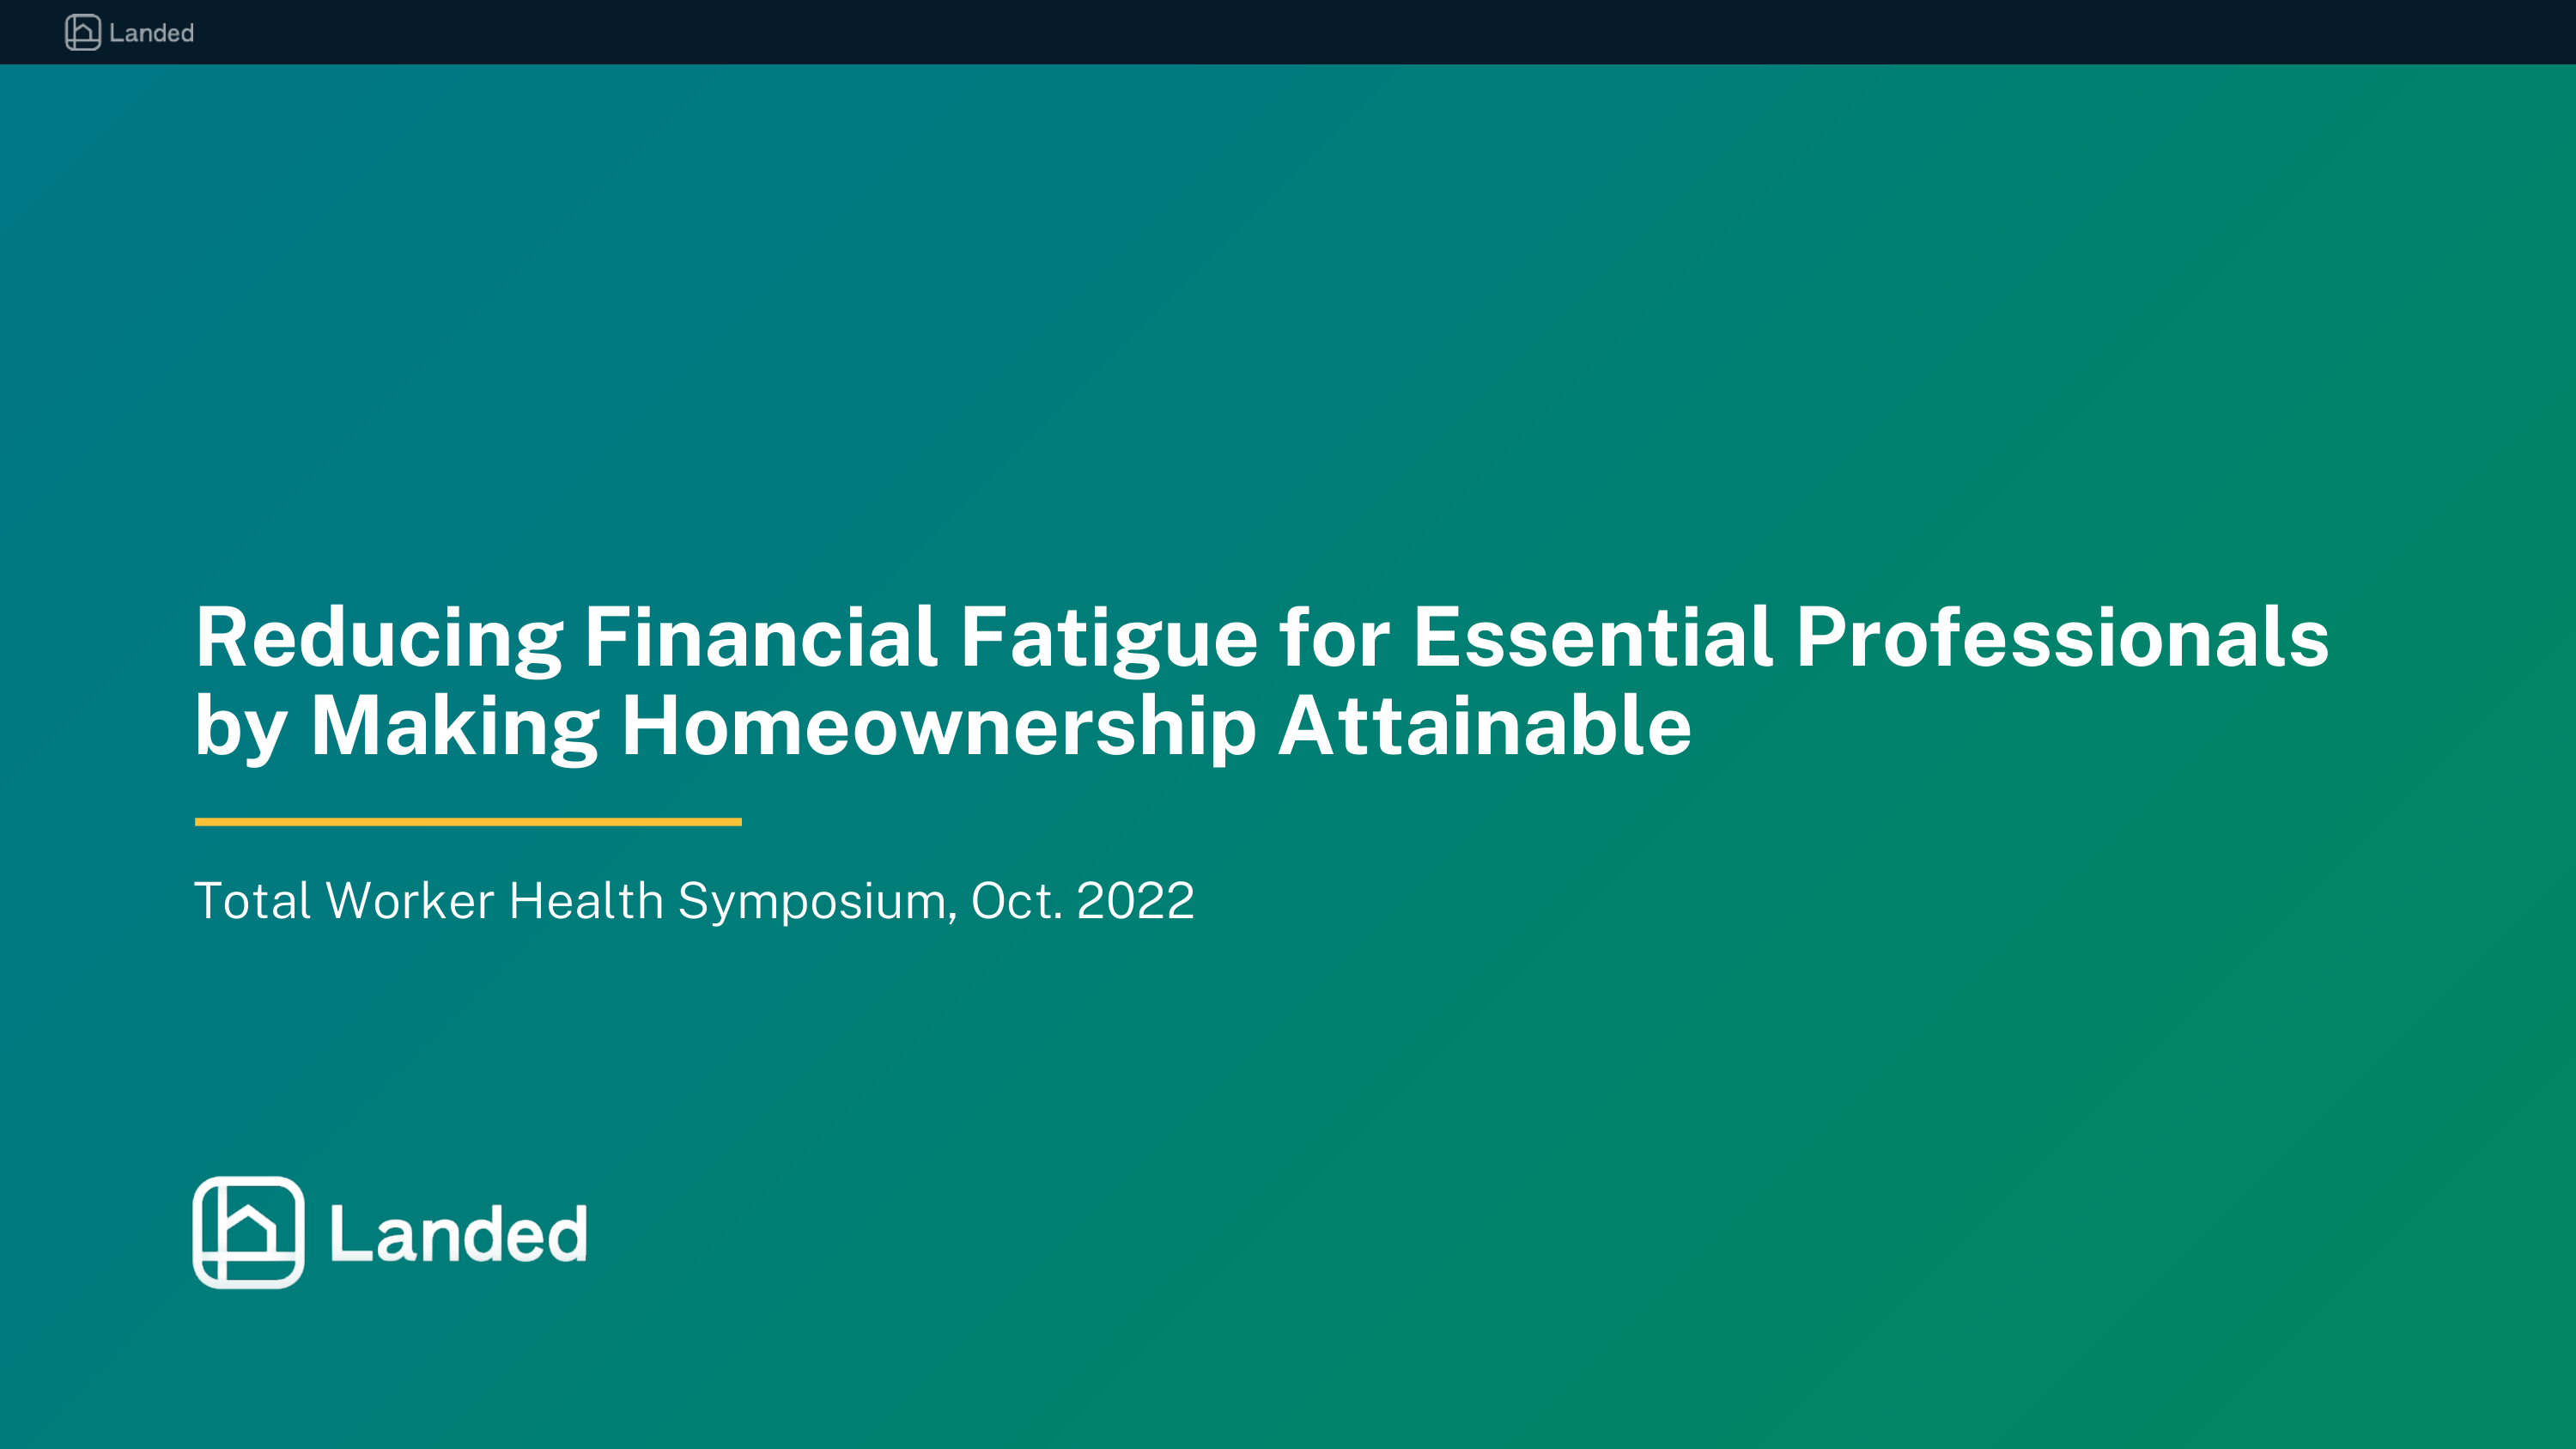 Landed
Reducing Financial Fatigue for Essential Professionals
by Making Homeownership Attainable
Total Worker Health Symposium, Oct. 2022
Landed